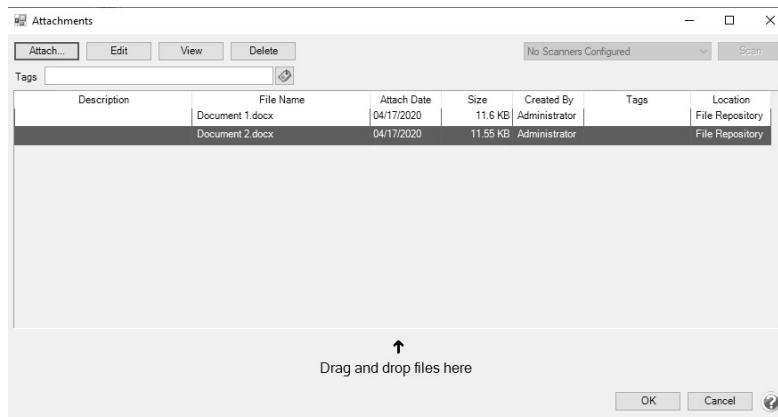 Attachments
Attach... Edit View Delete No Scanners Configured Scan
Tags
Description File Name Attach Date Size Created By Tags Location
Document 1.docx 04/17/2020 11.6 KB Administrator File Repository
Document 2.docx 04/17/2020 11.55 KB Administrator File Repository
Drag and drop files here
OK Cancel ?